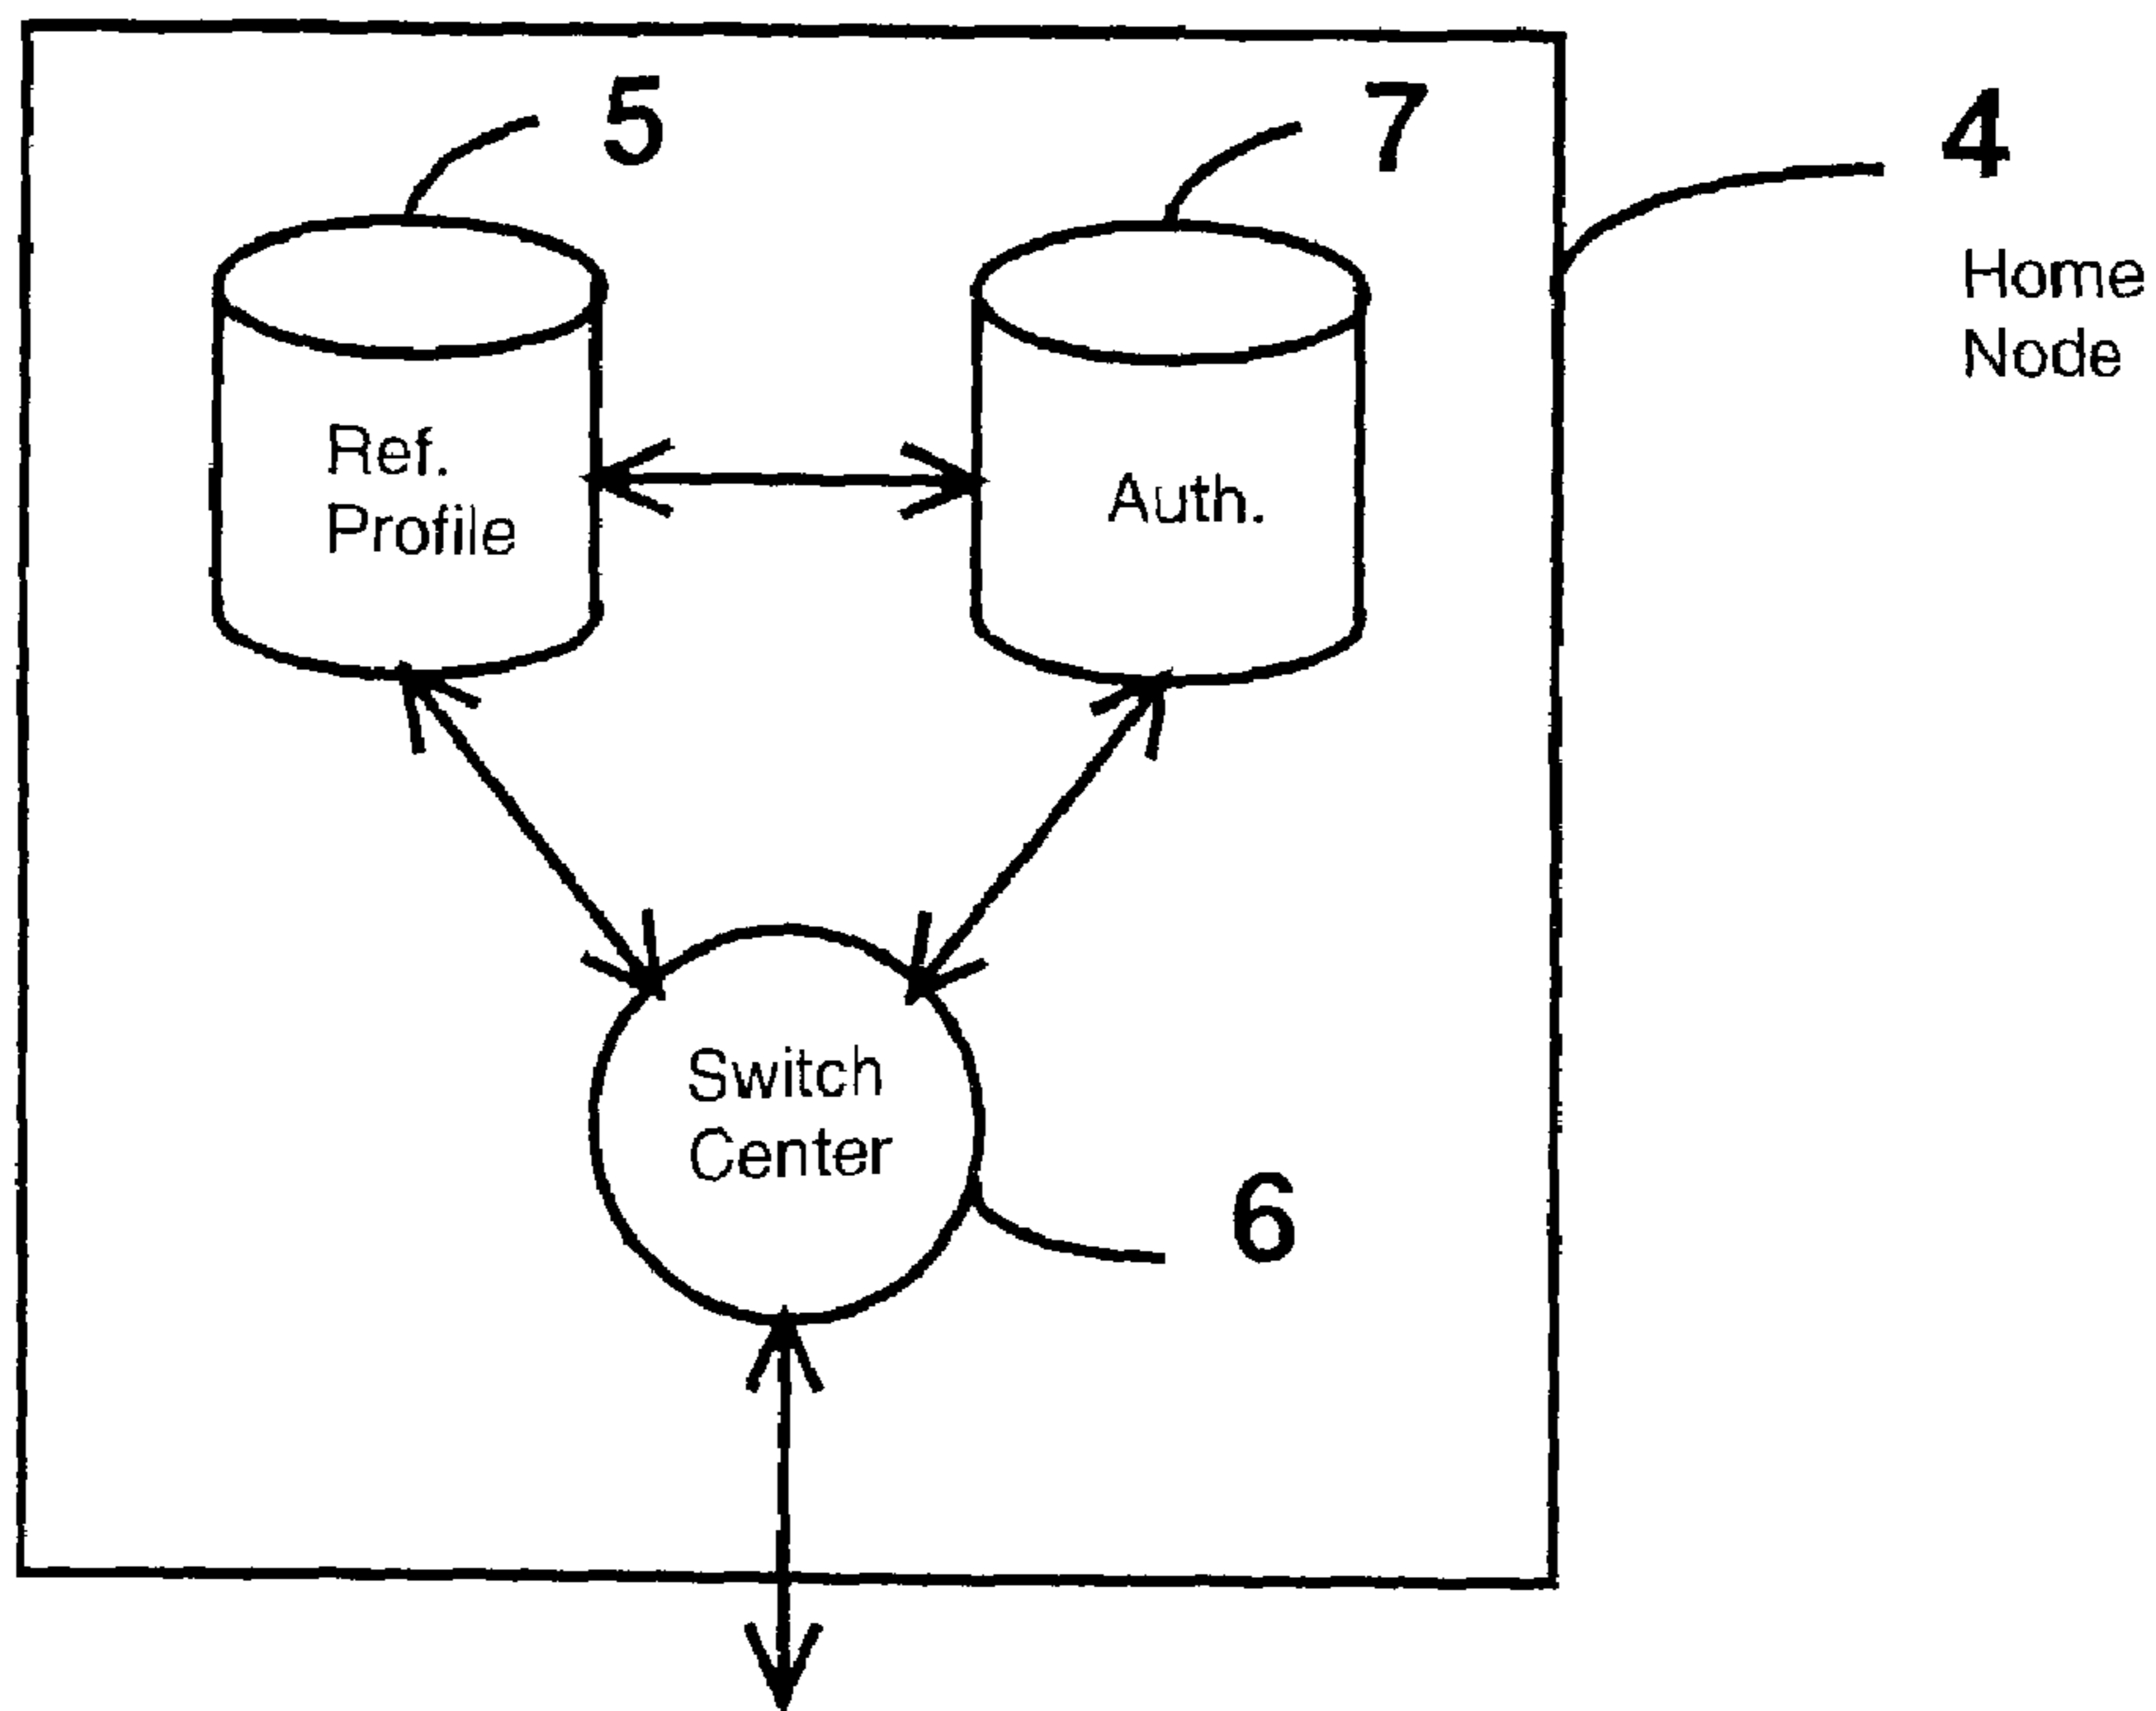 5
7
4
Home
Node
Ref.
Profile
Auth.
Switch
Center
6